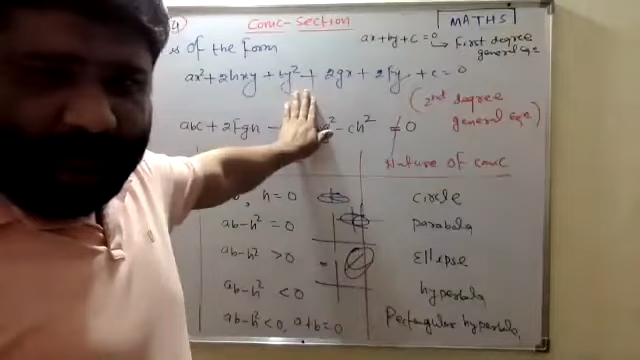 Conic-Section
MATHS
ax+by+c=0
→ First degree
general eqn
of the form
ax²+2hxy+by²+2gx+2fy+c=0
(2nd degree
general eqn)
abc+2fgh-
-ch² ≠0
Nature of conic
h=0 circle
ab-h²=0 parabola
ab-h²>0 Ellipse
ab-h²<0 hyperbola
ab-h²<0, a+b=0 Rectangular hyperbola